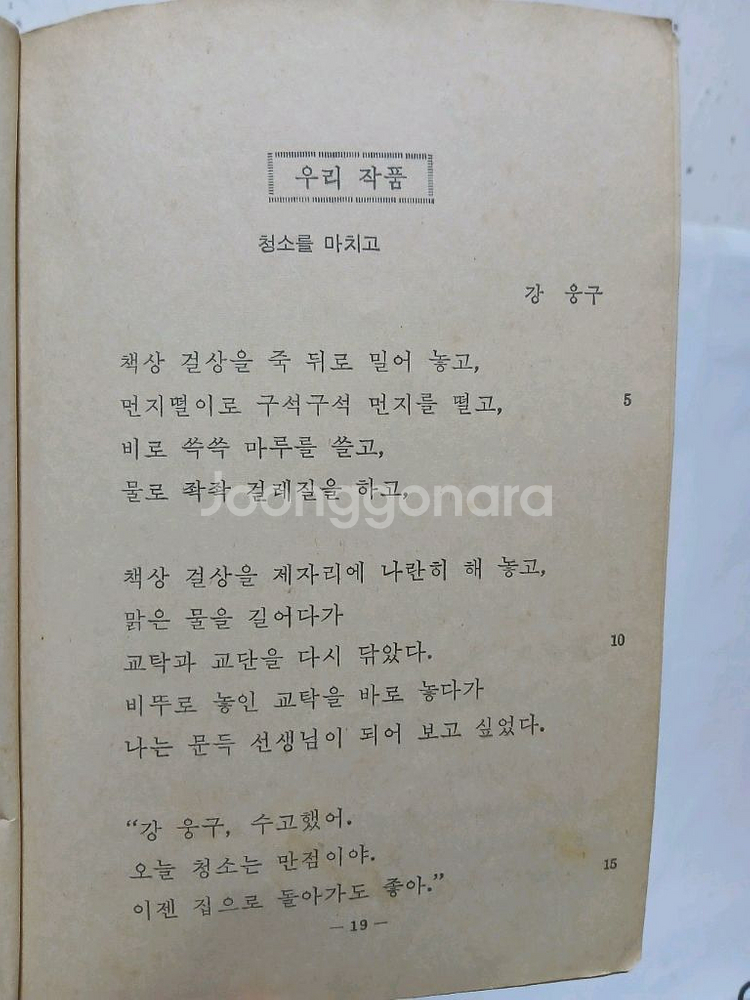 우리 작품
청소를 마치고
강 웅구
책상 걸상을 죽 뒤로 밀어 놓고,
먼지떨이로 구석구석 먼지를 떨고, 5
비로 쓱쓱 마루를 쓸고,
물로 좍좍 걸레질을 하고,
Joonggonara
책상 걸상을 제자리에 나란히 해 놓고,
맑은 물을 길어다가
교탁과 교단을 다시 닦았다. 10
비뚜로 놓인 교탁을 바로 놓다가
나는 문득 선생님이 되어 보고 싶었다.
“강 웅구, 수고했어.
오늘 청소는 만점이야. 15
이젠 집으로 돌아가도 좋아.”
— 19 —